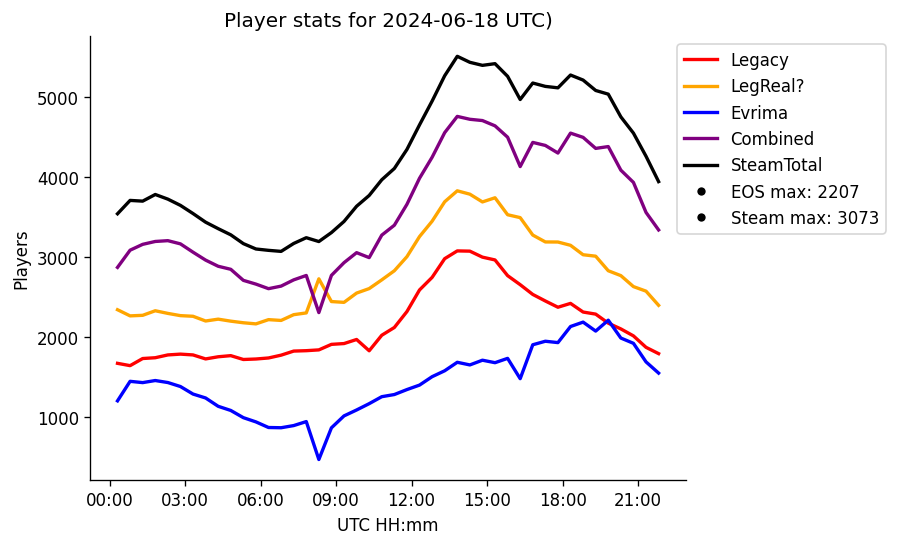 Player stats for 2024-06-18 UTC)
Legacy
LegReal?
Evrima
Combined
SteamTotal
EOS max: 2207
Steam max: 3073
Players
5000
4000
3000
2000
1000
00:00 03:00 06:00 09:00 12:00 15:00 18:00 21:00
UTC HH:mm